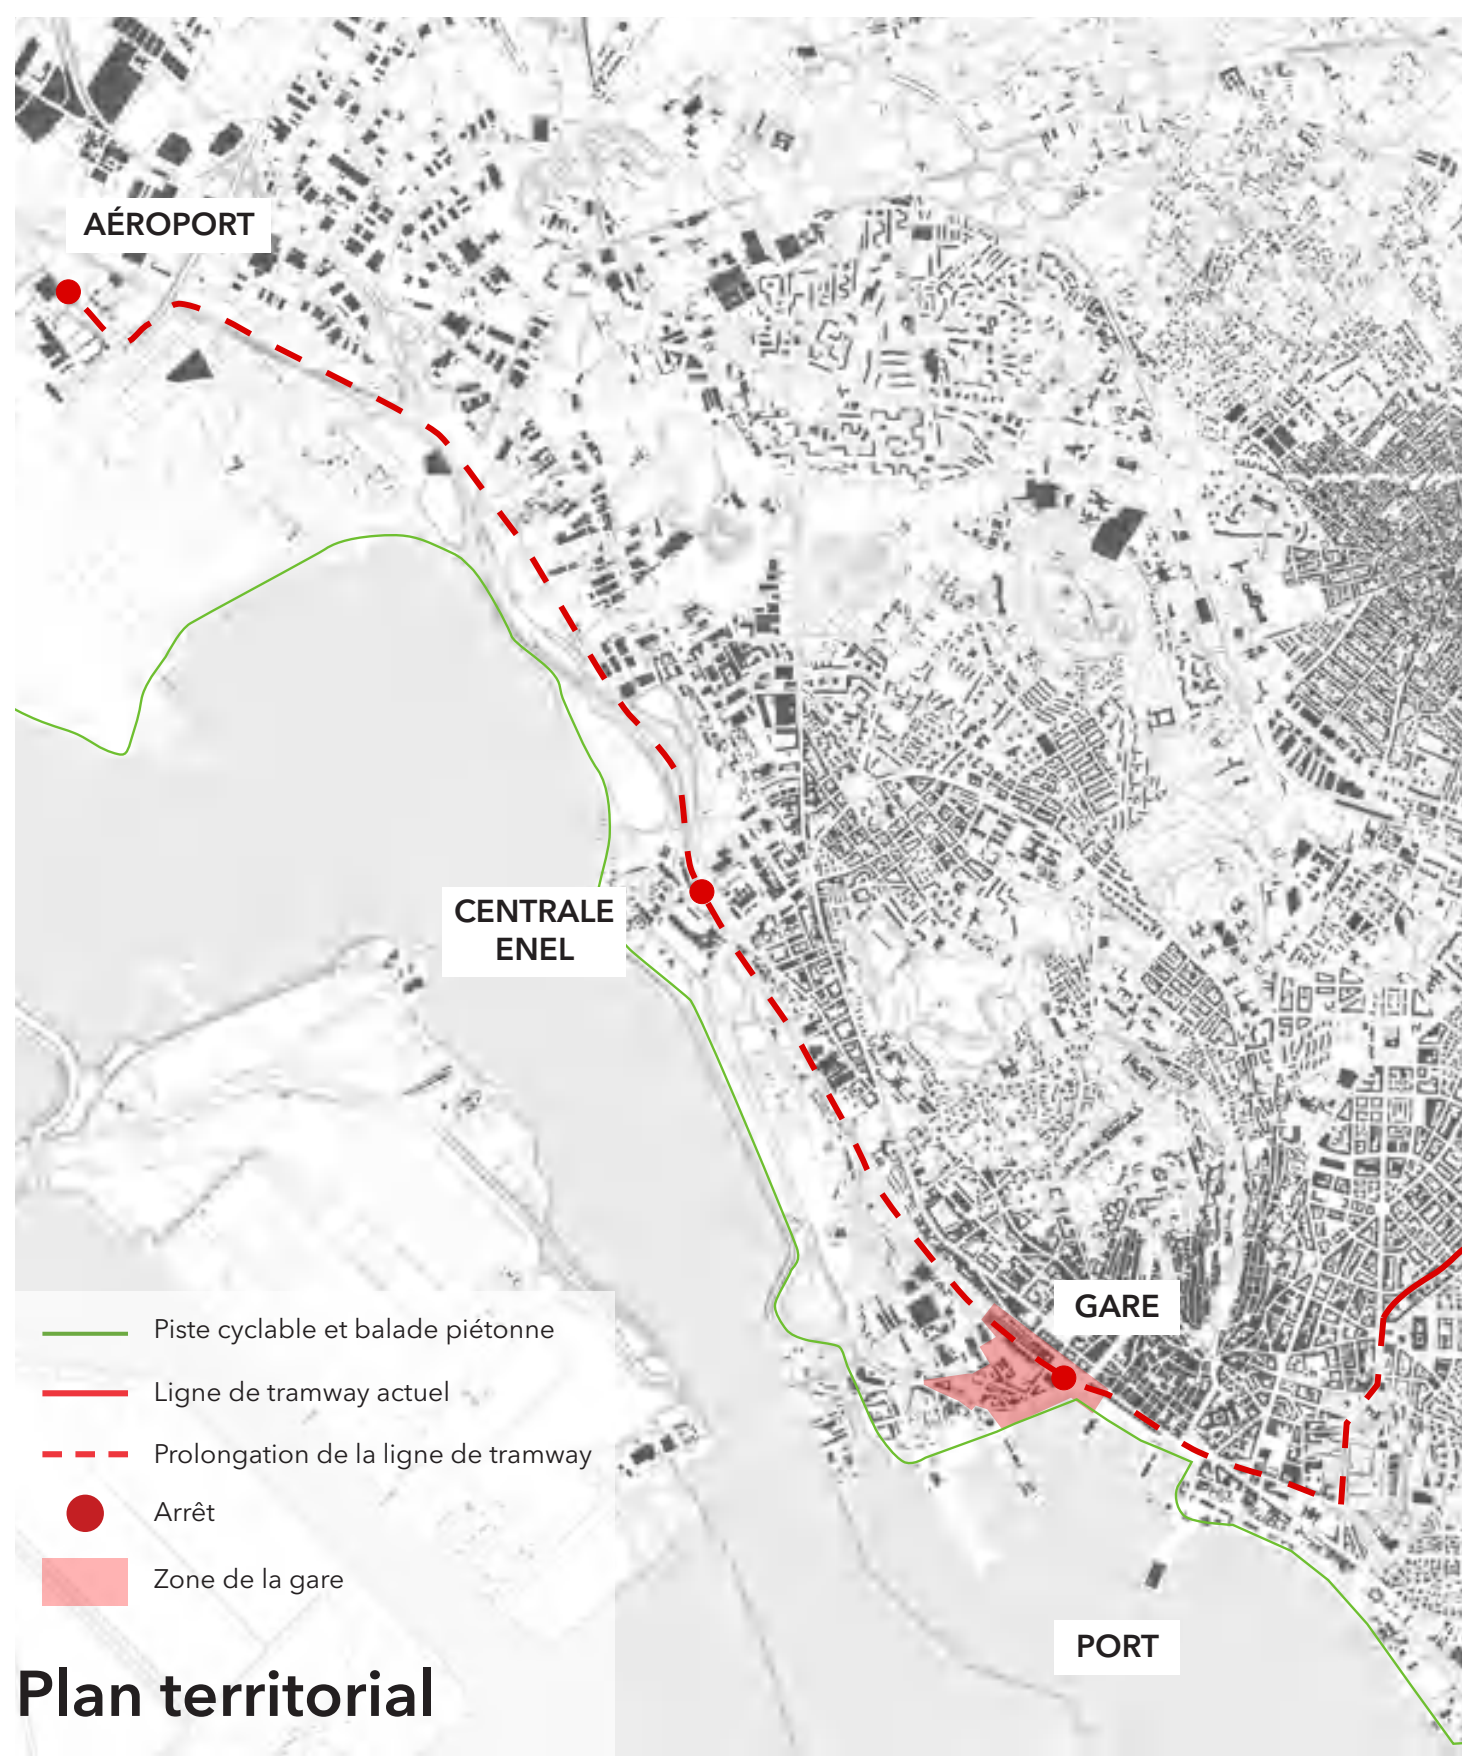 AÉROPORT
CENTRALE
ENEL
GARE
Piste cyclable et balade piétonne
Ligne de tramway actuel
Prolongation de la ligne de tramway
Arrêt
Zone de la gare
PORT
Plan territorial